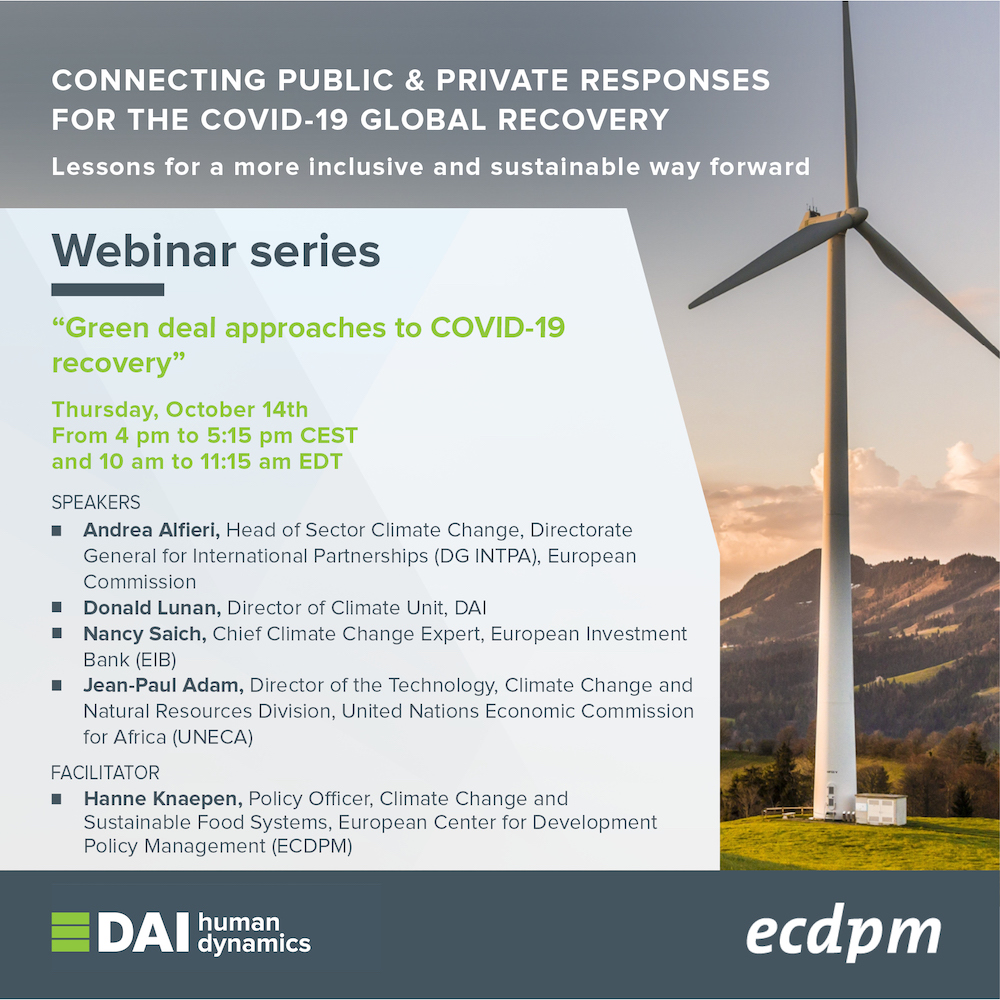 CONNECTING PUBLIC & PRIVATE RESPONSES
FOR THE COVID-19 GLOBAL RECOVERY
Lessons for a more inclusive and sustainable way forward
Webinar series
“Green deal approaches to COVID-19
recovery”
Thursday, October 14th
From 4 pm to 5:15 pm CEST
and 10 am to 11:15 am EDT
SPEAKERS
■ Andrea Alfieri, Head of Sector Climate Change, Directorate
General for International Partnerships (DG INTPA), European
Commission
■ Donald Lunan, Director of Climate Unit, DAI
■ Nancy Saich, Chief Climate Change Expert, European Investment
Bank (EIB)
■ Jean-Paul Adam, Director of the Technology, Climate Change and
Natural Resources Division, United Nations Economic Commission
for Africa (UNECA)
FACILITATOR
■ Hanne Knaepen, Policy Officer, Climate Change and
Sustainable Food Systems, European Center for Development
Policy Management (ECDPM)
DAI human
dynamics
ecdpm